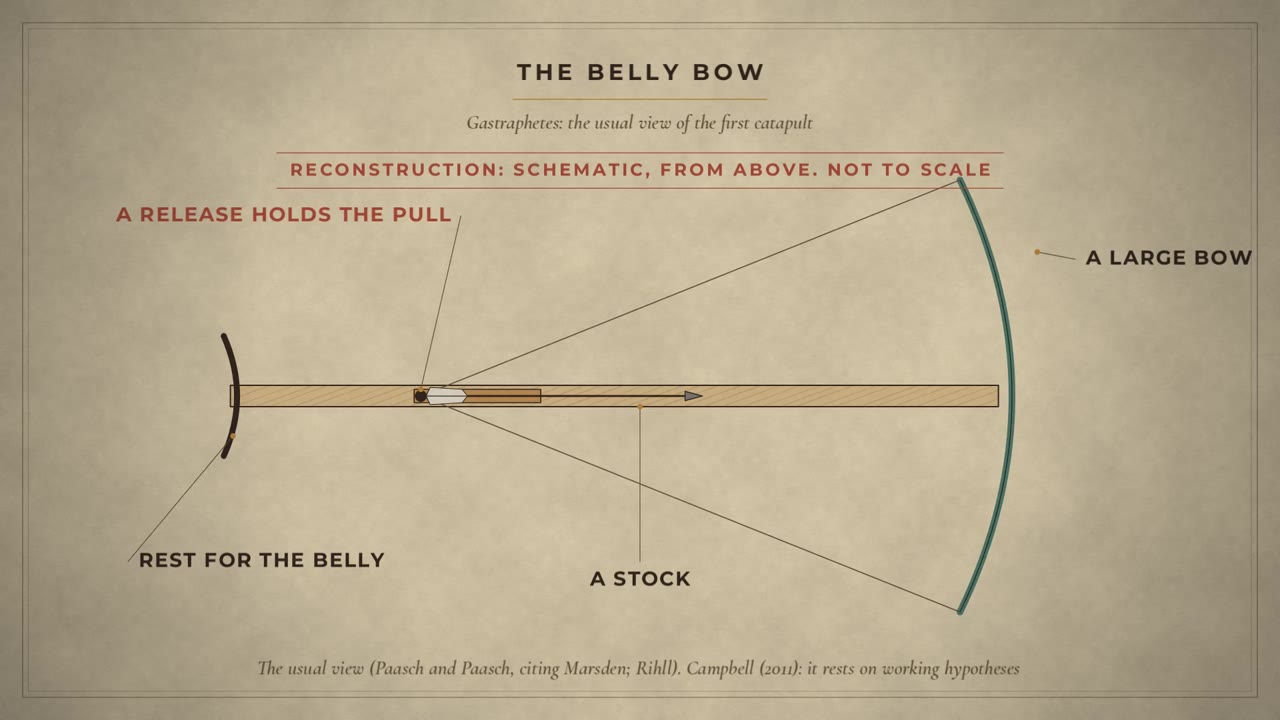 THE BELLY BOW
Gastraphetes: the usual view of the first catapult
RECONSTRUCTION: SCHEMATIC, FROM ABOVE. NOT TO SCALE
A RELEASE HOLDS THE PULL
A LARGE BOW
REST FOR THE BELLY
A STOCK
The usual view (Paasch and Paasch, citing Marsden; Rihll). Campbell (2011): it rests on working hypotheses